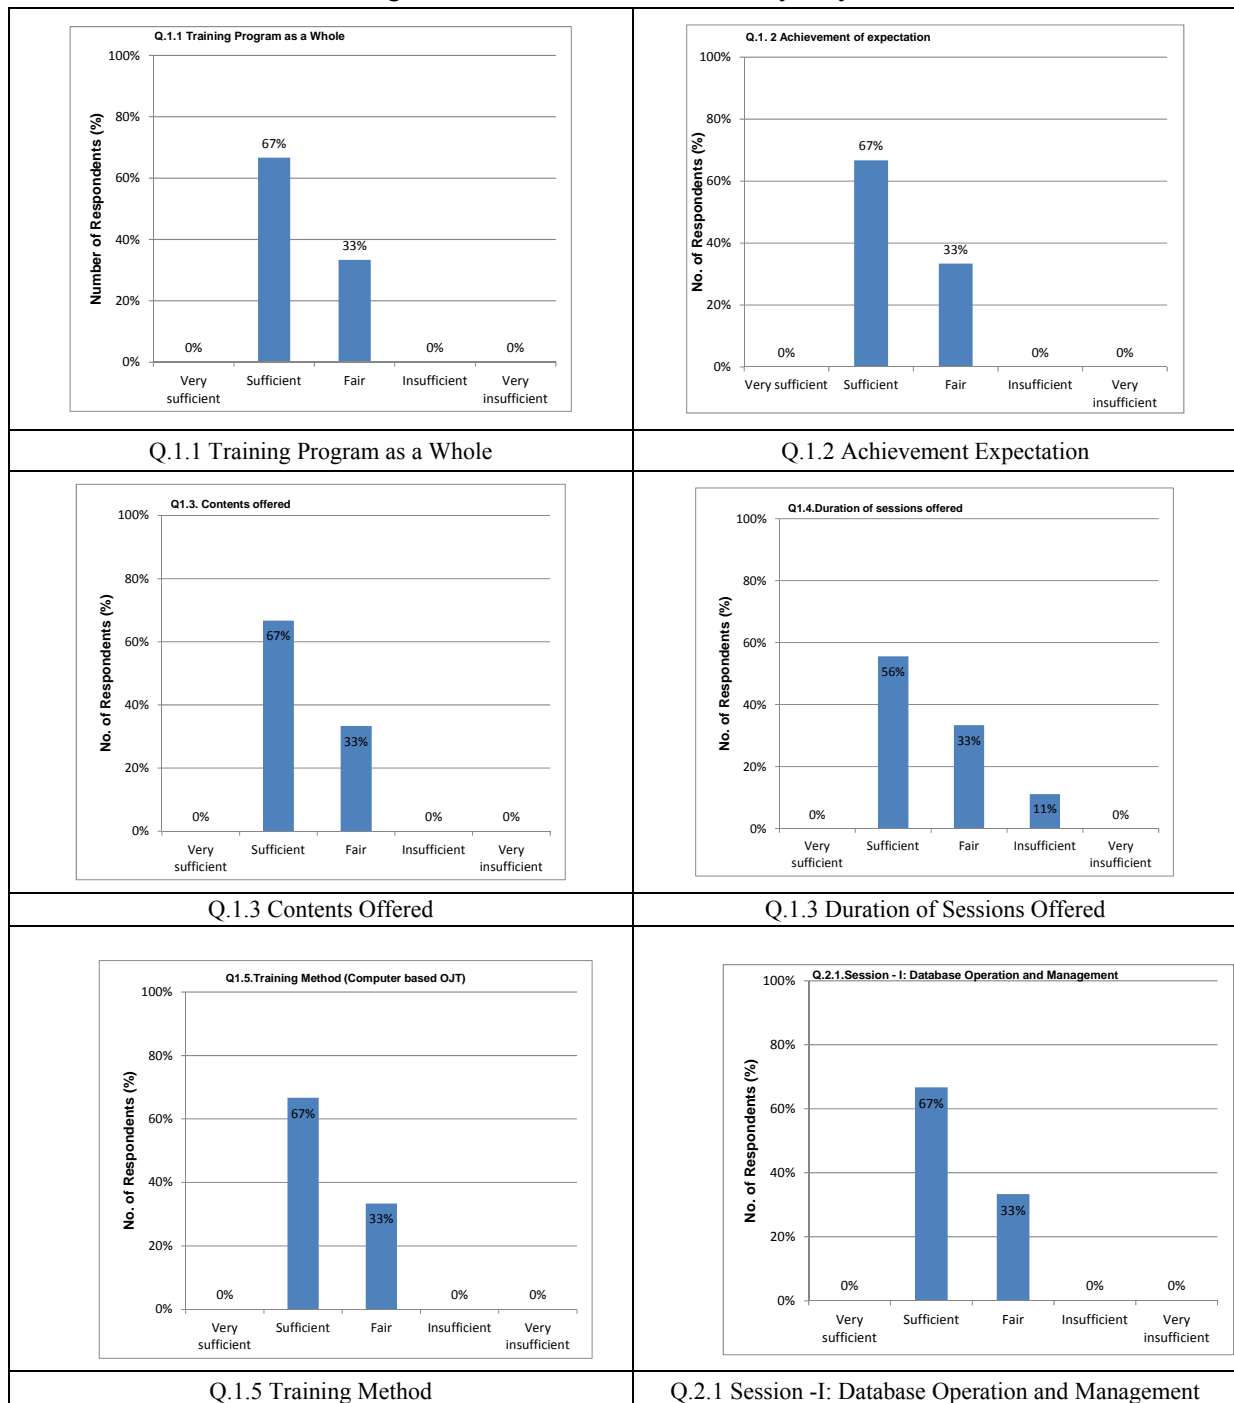 Q.1.1 Training Program as a Whole
Number of Respondents (%)
100%
80%
60%
40%
20%
0%
0%
67%
33%
0%
0%
Very sufficient
Sufficient
Fair
Insufficient
Very insufficient
Q.1. 2 Achievement of expectation
No. of Respondents (%)
100%
80%
60%
40%
20%
0%
0%
67%
33%
0%
0%
Very sufficient
Sufficient
Fair
Insufficient
Very insufficient
Q.1.1 Training Program as a Whole
Q.1.2 Achievement Expectation
Q1.3. Contents offered
No. of Respondents (%)
100%
80%
60%
40%
20%
0%
0%
67%
33%
0%
0%
Very sufficient
Sufficient
Fair
Insufficient
Very insufficient
Q1.4.Duration of sessions offered
No. of Respondents (%)
100%
80%
60%
40%
20%
0%
0%
56%
33%
11%
0%
Very sufficient
Sufficient
Fair
Insufficient
Very insufficient
Q.1.3 Contents Offered
Q.1.3 Duration of Sessions Offered
Q1.5.Training Method (Computer based OJT)
No. of Respondents (%)
100%
80%
60%
40%
20%
0%
0%
67%
33%
0%
0%
Very sufficient
Sufficient
Fair
Insufficient
Very insufficient
Q.2.1.Session - I: Database Operation and Management
No. of Respondents (%)
100%
80%
60%
40%
20%
0%
0%
67%
33%
0%
0%
Very sufficient
Sufficient
Fair
Insufficient
Very insufficient
Q.1.5 Training Method
Q.2.1 Session -I: Database Operation and Management